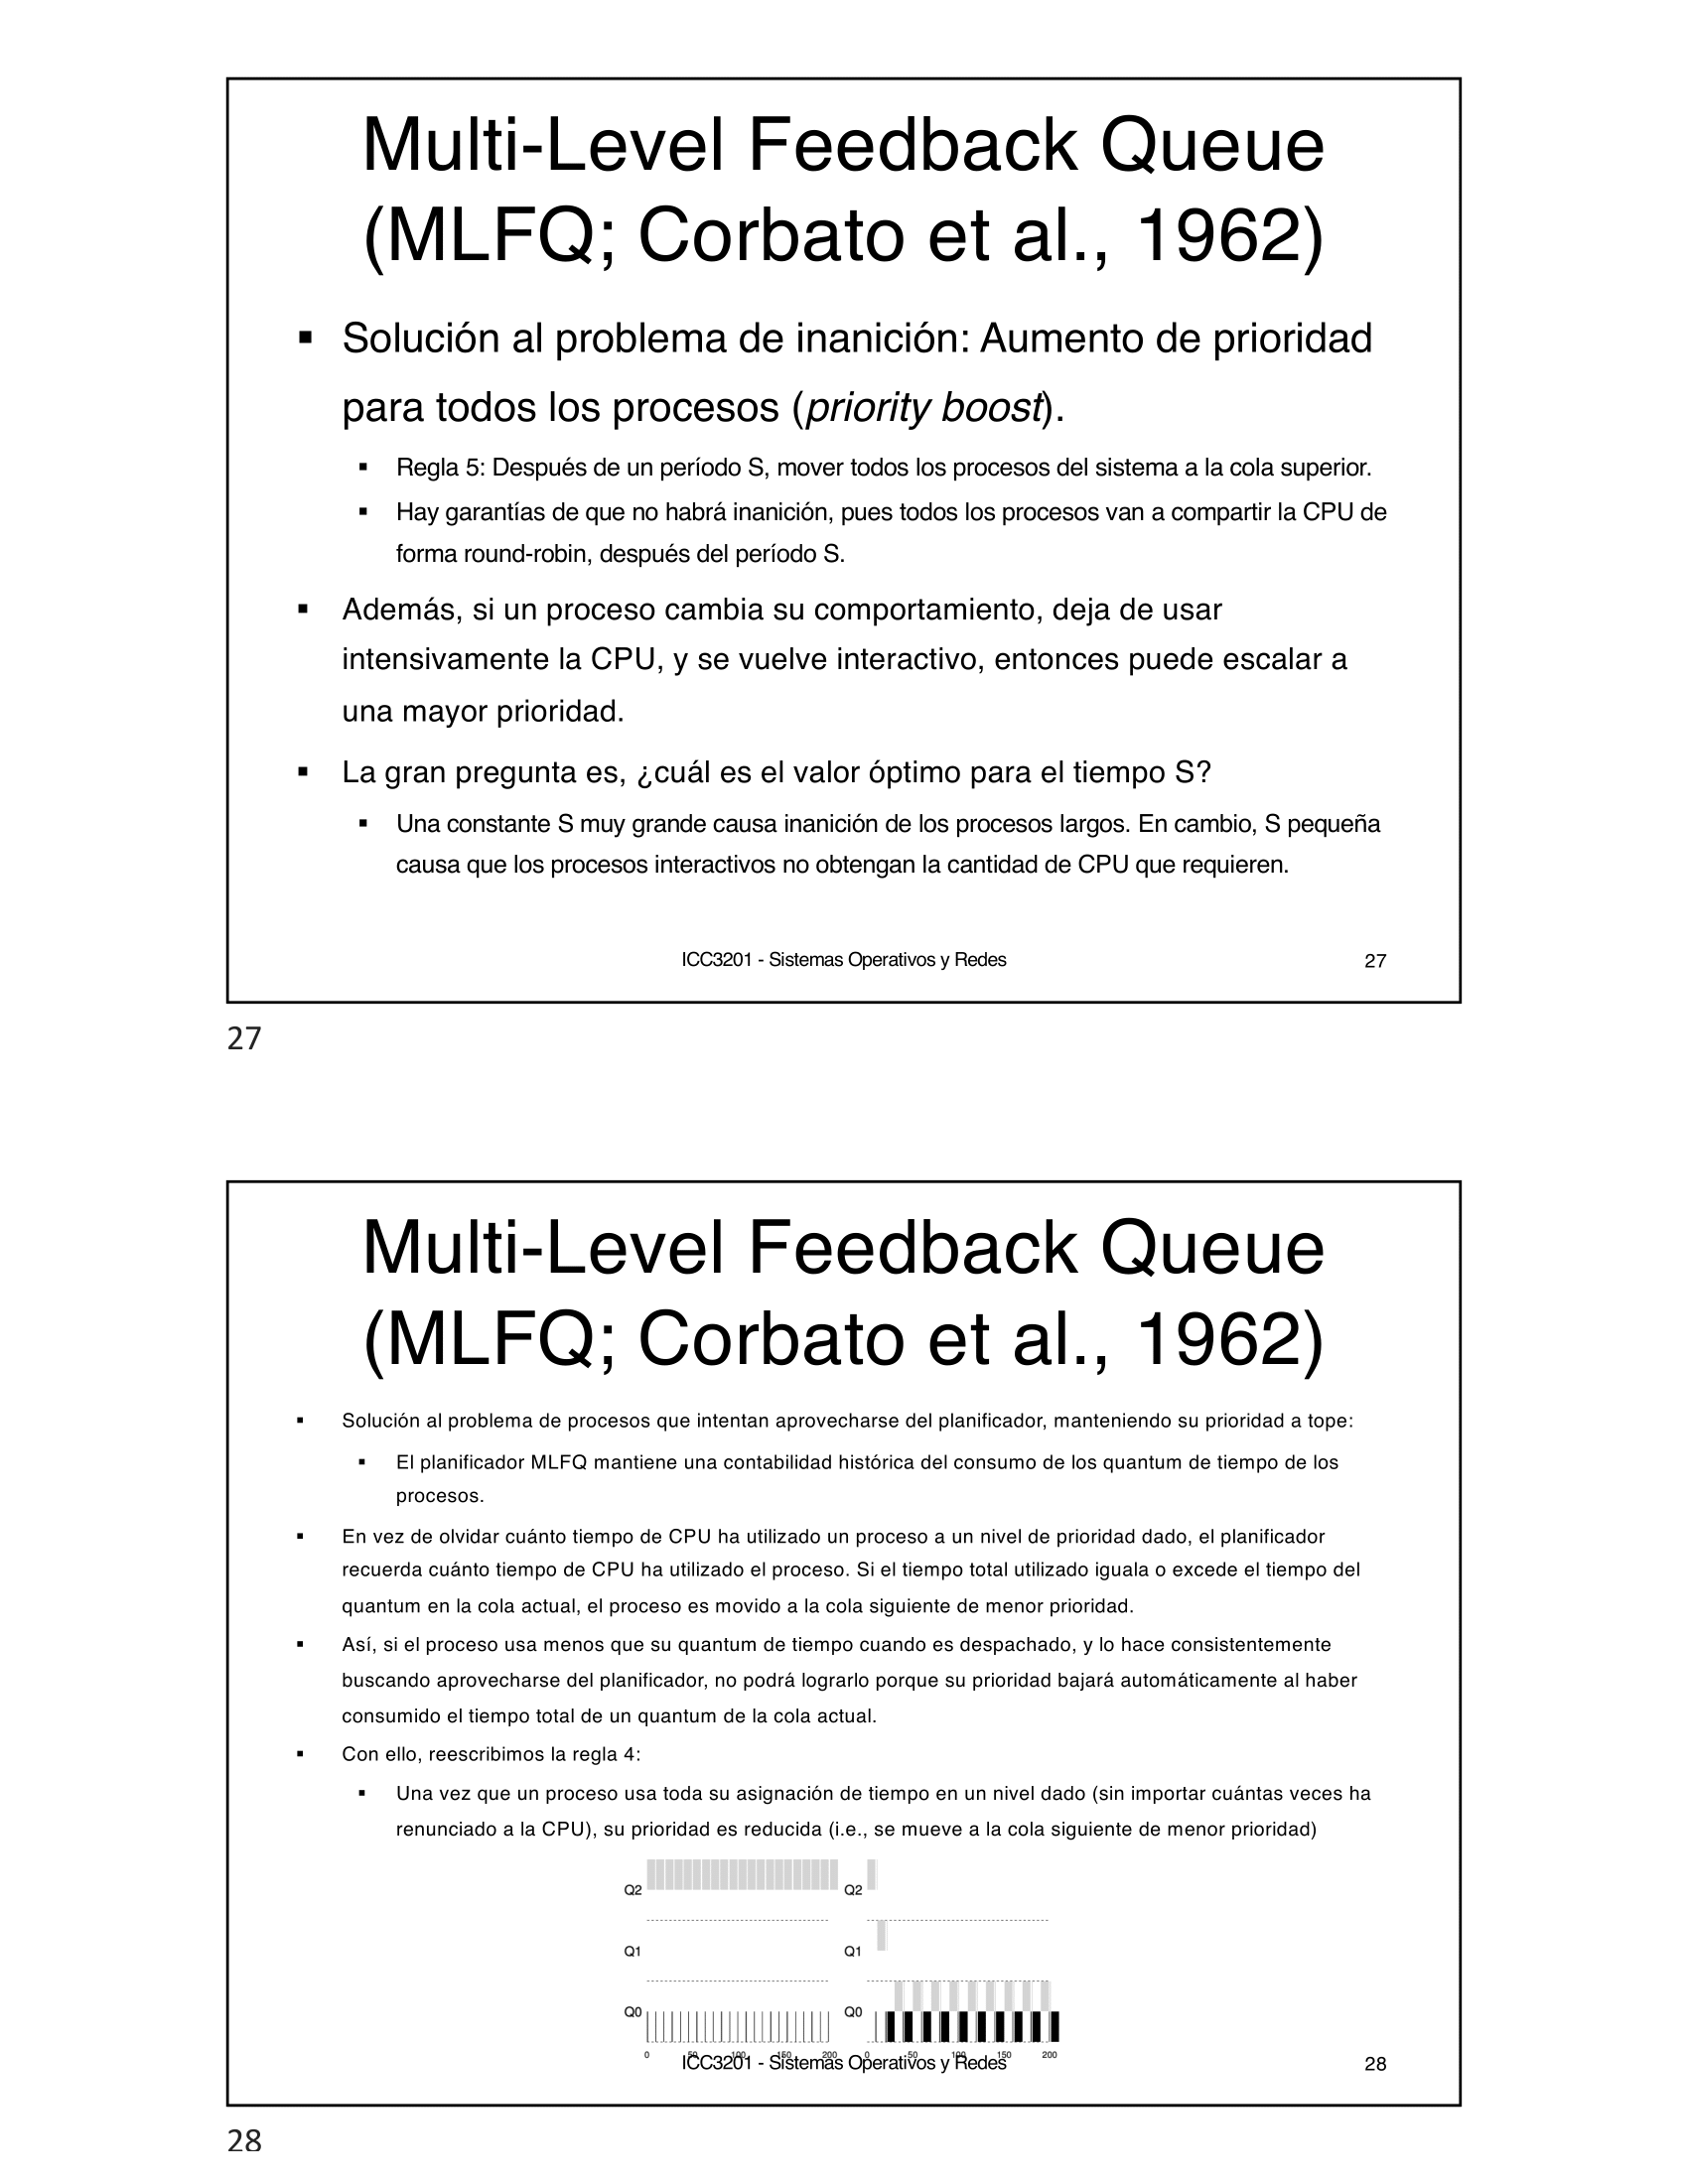 Multi-Level Feedback Queue
(MLFQ; Corbato et al., 1962)
▪ Solución al problema de inanición: Aumento de prioridad
para todos los procesos (priority boost).
▪ Regla 5: Después de un período S, mover todos los procesos del sistema a la cola superior.
▪ Hay garantías de que no habrá inanición, pues todos los procesos van a compartir la CPU de
forma round-robin, después del período S.
▪ Además, si un proceso cambia su comportamiento, deja de usar
intensivamente la CPU, y se vuelve interactivo, entonces puede escalar a
una mayor prioridad.
▪ La gran pregunta es, ¿cuál es el valor óptimo para el tiempo S?
▪ Una constante S muy grande causa inanición de los procesos largos. En cambio, S pequeña
causa que los procesos interactivos no obtengan la cantidad de CPU que requieren.
ICC3201 - Sistemas Operativos y Redes 27
27
Multi-Level Feedback Queue
(MLFQ; Corbato et al., 1962)
▪ Solución al problema de procesos que intentan aprovecharse del planificador, manteniendo su prioridad a tope:
▪ El planificador MLFQ mantiene una contabilidad histórica del consumo de los quantum de tiempo de los
procesos.
▪ En vez de olvidar cuánto tiempo de CPU ha utilizado un proceso a un nivel de prioridad dado, el planificador
recuerda cuánto tiempo de CPU ha utilizado el proceso. Si el tiempo total utilizado iguala o excede el tiempo del
quantum en la cola actual, el proceso es movido a la cola siguiente de menor prioridad.
▪ Así, si el proceso usa menos que su quantum de tiempo cuando es despachado, y lo hace consistentemente
buscando aprovecharse del planificador, no podrá lograrlo porque su prioridad bajará automáticamente al haber
consumido el tiempo total de un quantum de la cola actual.
▪ Con ello, reescribimos la regla 4:
▪ Una vez que un proceso usa toda su asignación de tiempo en un nivel dado (sin importar cuántas veces ha
renunciado a la CPU), su prioridad es reducida (i.e., se mueve a la cola siguiente de menor prioridad)
Q2 Q2
Q1 Q1
Q0 Q0
0 50 100 150 200 0 50 100 150 200
ICC3201 - Sistemas Operativos y Redes 28
28